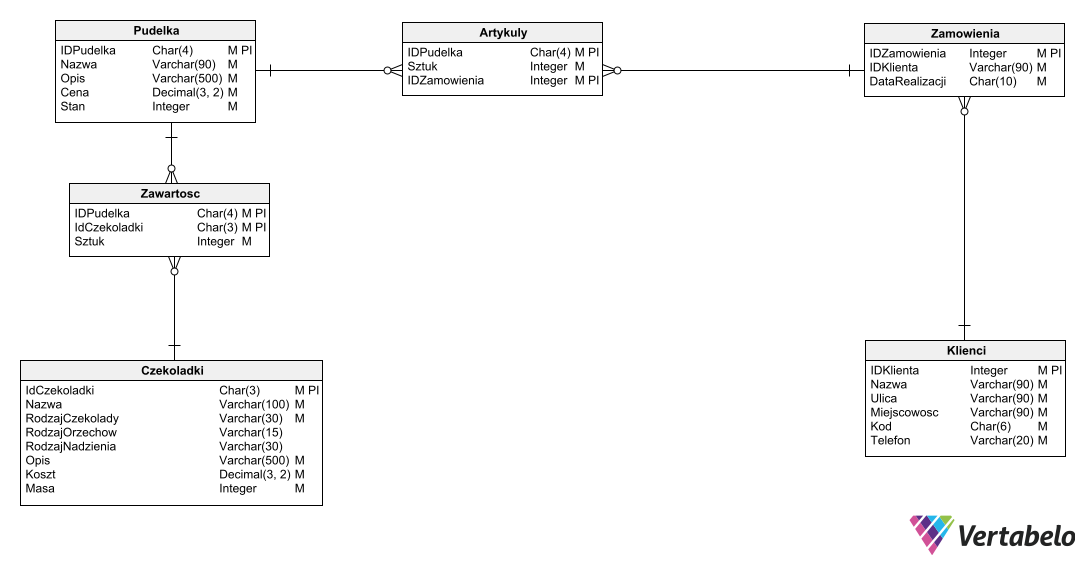 Pudelka
IDPudelka Char(4) M PI
Nazwa Varchar(90) M
Opis Varchar(500) M
Cena Decimal(3, 2) M
Stan Integer M
Artykuly
IDPudelka Char(4) M PI
Sztuk Integer M
IDZamowienia Integer M PI
Zamowienia
IDZamowienia Integer M PI
IDKlienta Varchar(90) M
DataRealizacji Char(10) M
Zawartosc
IDPudelka Char(4) M PI
IdCzekoladki Char(3) M PI
Sztuk Integer M
Czekoladki
IdCzekoladki Char(3) M PI
Nazwa Varchar(100) M
RodzajCzekolady Varchar(30) M
RodzajOrzechow Varchar(15)
RodzajNadzienia Varchar(30)
Opis Varchar(500) M
Koszt Decimal(3, 2) M
Masa Integer M
Klienci
IDKlienta Integer M PI
Nazwa Varchar(90) M
Ulica Varchar(90) M
Miejscowosc Varchar(90) M
Kod Char(6) M
Telefon Varchar(20) M
Vertabelo